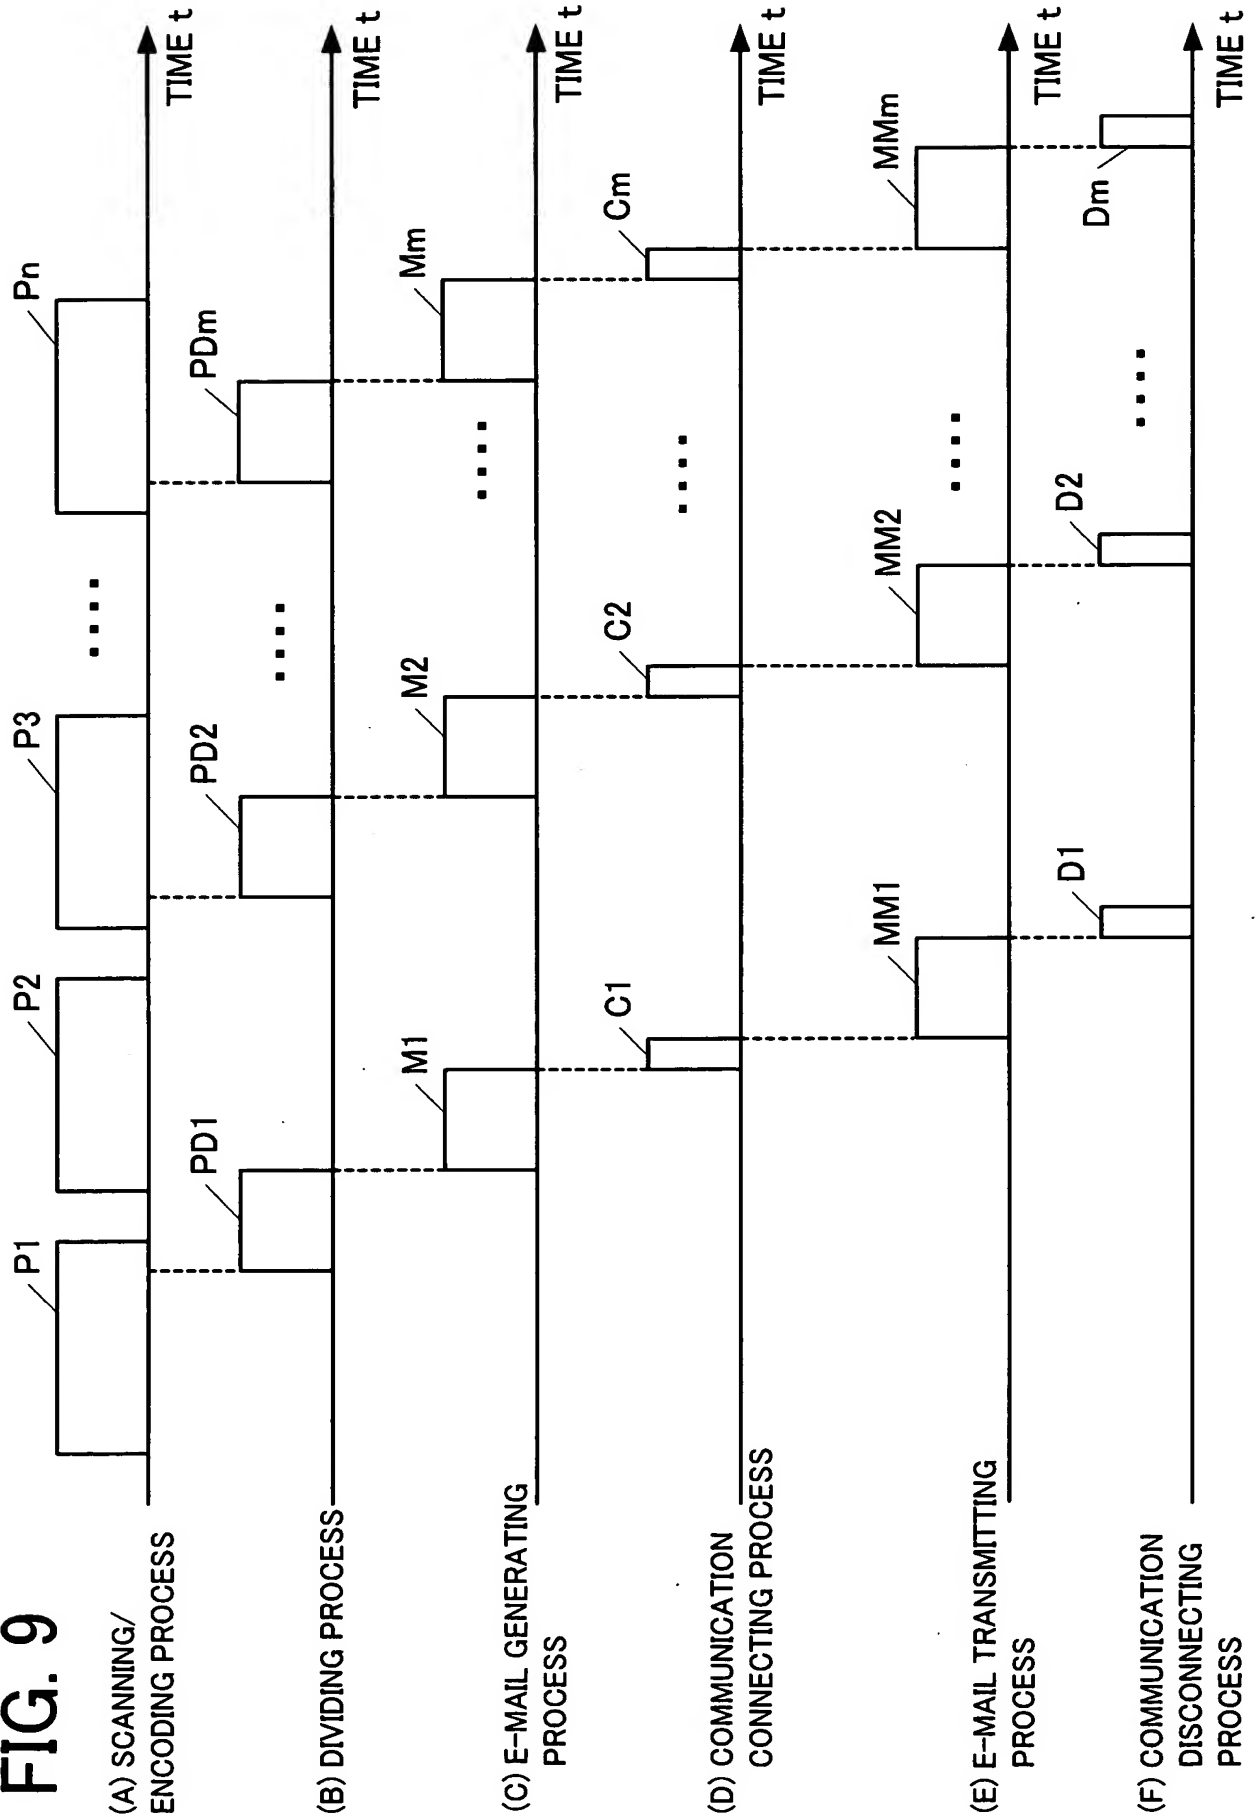 FIG. 9
(A) SCANNING/
ENCODING PROCESS
P1
P2
P3
Pn
TIME t
(B) DIVIDING PROCESS
PD1
PD2
PDm
TIME t
(C) E-MAIL GENERATING
PROCESS
M1
M2
Mm
TIME t
(D) COMMUNICATION
CONNECTING PROCESS
C1
C2
Cm
TIME t
(E) E-MAIL TRANSMITTING
PROCESS
MM1
MM2
MMm
TIME t
(F) COMMUNICATION
DISCONNECTING
PROCESS
D1
D2
Dm
TIME t